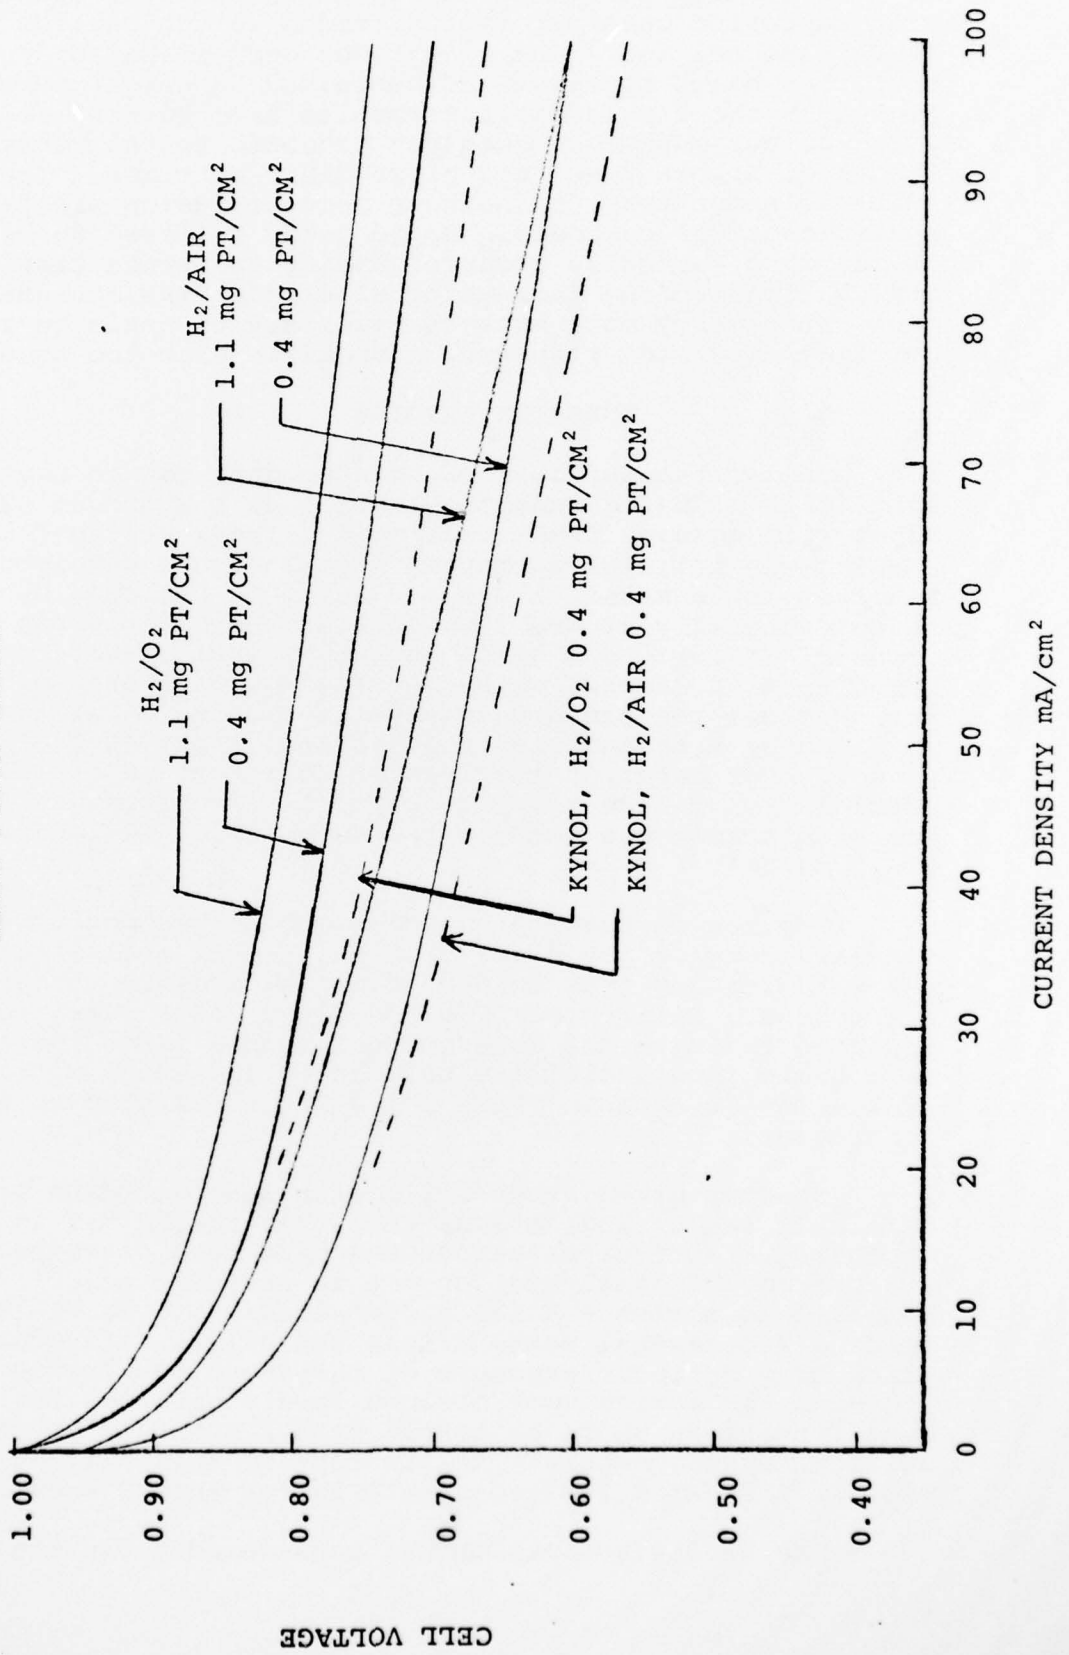 H₂/O₂
1.1 mg PT/CM²
0.4 mg PT/CM²
H₂/AIR
1.1 mg PT/CM²
0.4 mg PT/CM²
KYNOL, H₂/O₂ 0.4 mg PT/CM²
KYNOL, H₂/AIR 0.4 mg PT/CM²
CELL VOLTAGE
1.00
0.90
0.80
0.70
0.60
0.50
0.40
0 10 20 30 40 50 60 70 80 90 100
CURRENT DENSITY mA/cm²